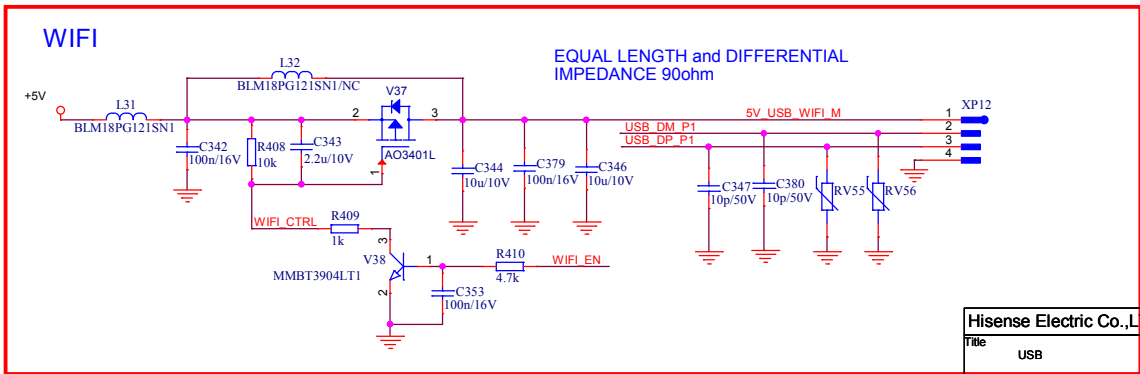 WIFI
L32
BLM18PG121SN1/NC
EQUAL LENGTH and DIFFERENTIAL
IMPEDANCE 90ohm
+5V
L31
BLM18PG121SN1
V37
2
3
AO3401L
1
5V_USB_WIFI_M
USB_DM_P1
USB_DP_P1
XP12
1
2
3
4
C342
100n/16V
R408
10k
C343
2.2u/10V
C344
10u/10V
C379
100n/16V
C346
10u/10V
C347
10p/50V
C380
10p/50V
RV55
RV56
WIFI_CTRL
R409
1k
3
V38
MMBT3904LT1
1
2
R410
4.7k
WIFI_EN
C353
100n/16V
Hisense Electric Co.,L
Title
USB